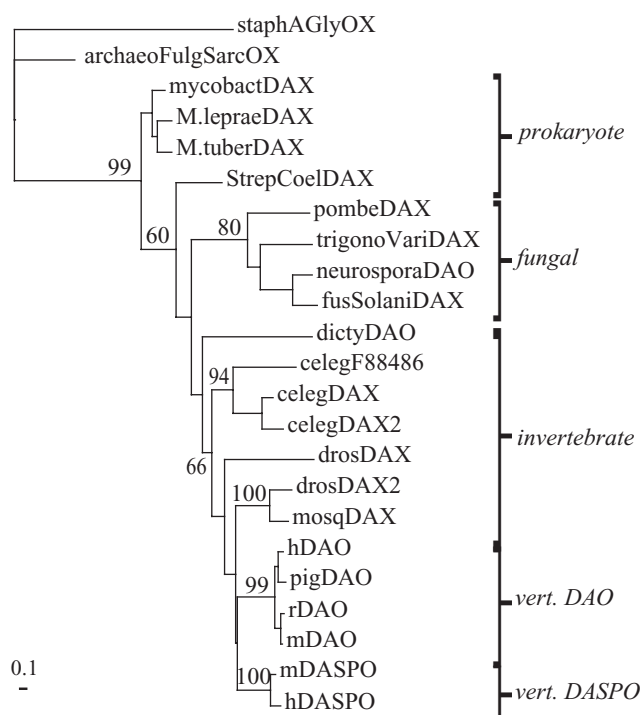 staphAGlyOX
archaeoFulgSarcOX
mycobactDAX
M.lepraeDAX
prokaryote
M.tuberDAX
99
StrepCoelDAX
pombeDAX
60
80
trigonoVariDAX
fungal
neurosporaDAO
fusSolaniDAX
dictyDAO
celegF88486
94
celegDAX
celegDAX2
invertebrate
drosDAX
66
drosDAX2
100
mosqDAX
hDAO
pigDAO
99
vert. DAO
rDAO
mDAO
0.1
mDASPO
100
hDASPO
vert. DASPO